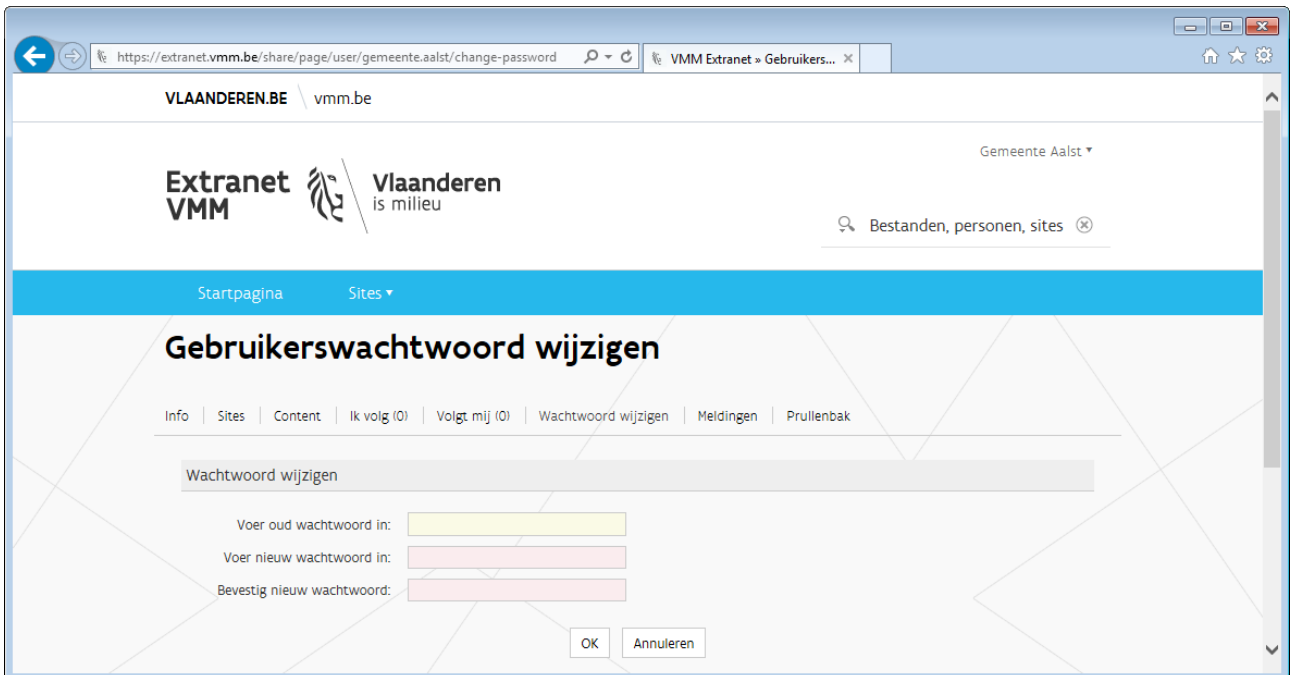 https://extranet.vmm.be/share/page/user/gemeente.aalst/change-password
VMM Extranet » Gebruikers...
VLAANDEREN.BE vmm.be
Gemeente Aalst
Extranet VMM
Vlaanderen is milieu
Bestanden, personen, sites
Startpagina Sites
Gebruikerswachtwoord wijzigen
Info Sites Content Ik volg (0) Volgt mij (0) Wachtwoord wijzigen Meldingen Prullenbak
Wachtwoord wijzigen
Voer oud wachtwoord in:
Voer nieuw wachtwoord in:
Bevestig nieuw wachtwoord:
OK Annuleren